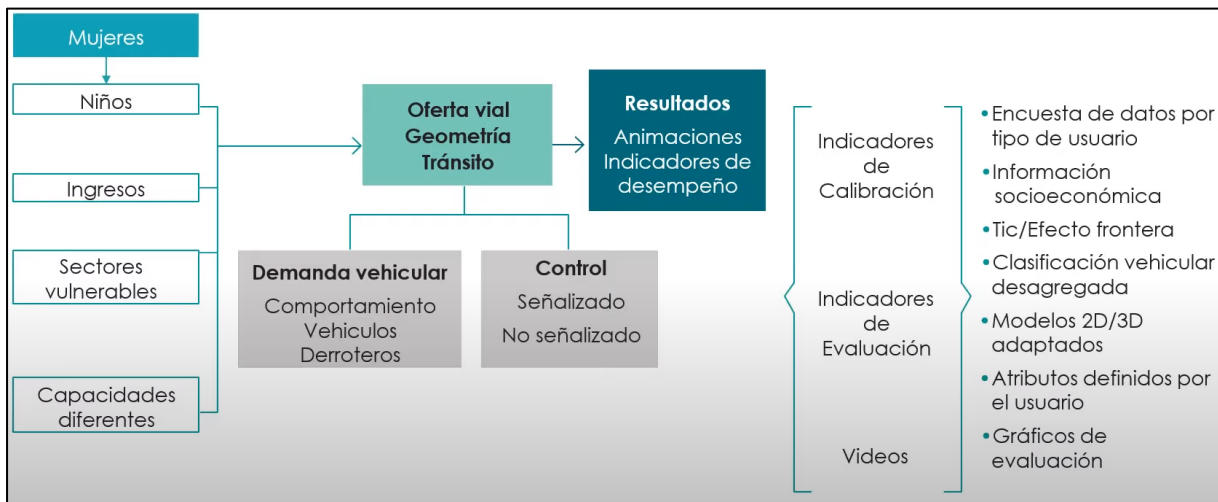 Mujeres
Niños
Ingresos
Sectores
vulnerables
Capacidades
diferentes
Oferta vial
Geometría
Tránsito
Demanda vehicular
Comportamiento
Vehiculos
Derroteros
Control
Señalizado
No señalizado
Resultados
Animaciones
Indicadores de
desempeño
Indicadores
de
Calibración
Indicadores
de
Evaluación
Videos
•Encuesta de datos por
tipo de usuario
•Información
socioeconómica
•Tic/Efecto frontera
•Clasificación vehicular
desagregada
•Modelos 2D/3D
adaptados
•Atributos definidos por
el usuario
•Gráficos de
evaluación